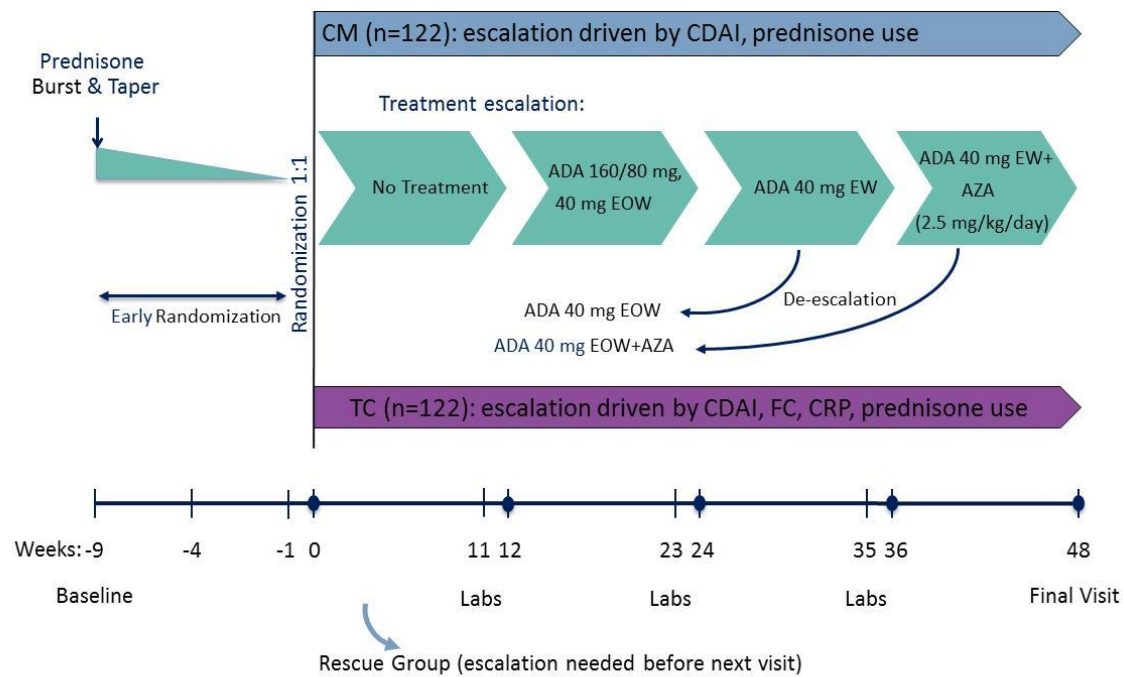 CM (n=122): escalation driven by CDAI, prednisone use
Prednisone
Burst & Taper
Treatment escalation:
Randomization 1:1
No Treatment
ADA 160/80 mg,
40 mg EOW
ADA 40 mg EW
ADA 40 mg EW+
AZA
(2.5 mg/kg/day)
Early Randomization
De-escalation
ADA 40 mg EOW
ADA 40 mg EOW+AZA
TC (n=122): escalation driven by CDAI, FC, CRP, prednisone use
Weeks: -9 -4 -1 0 11 12 23 24 35 36 48
Baseline Labs Labs Labs Final Visit
Rescue Group (escalation needed before next visit)